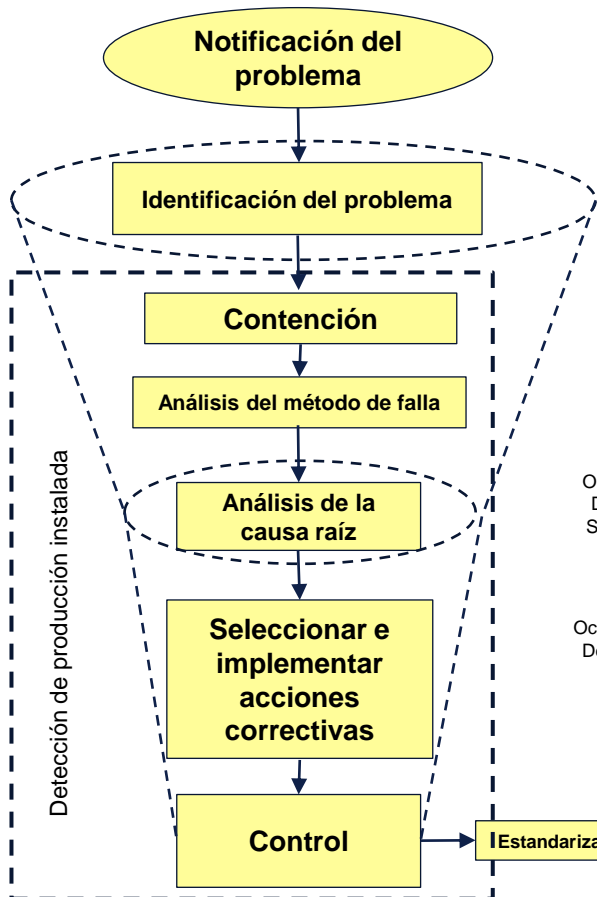 Notificación del
problema
Identificación del problema
Contención
Análisis del método de falla
Análisis de la
causa raíz
Seleccionar e
implementar
acciones
correctivas
Control
Detección de producción instalada